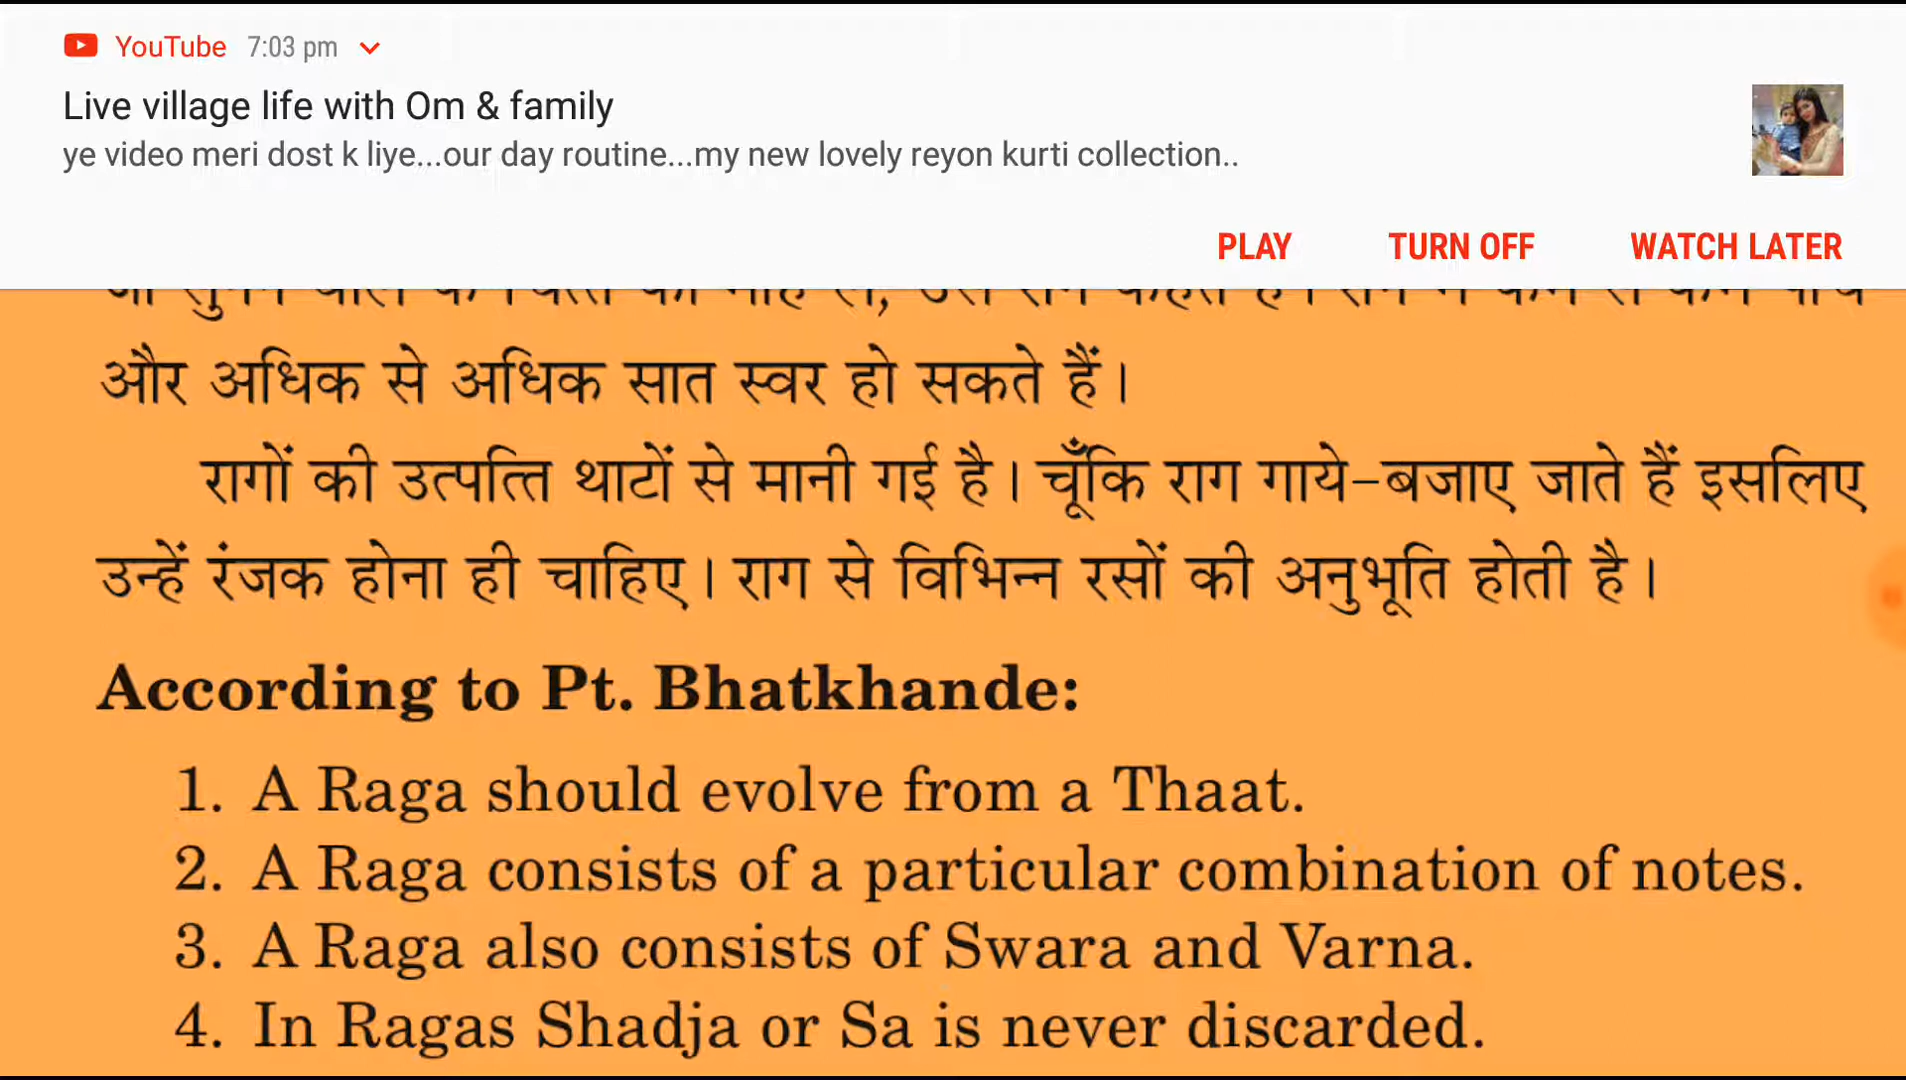 YouTube 7:03 pm
Live village life with Om & family
ye video meri dost k liye...our day routine...my new lovely reyon kurti collection..
PLAY TURN OFF WATCH LATER
और अधिक से अधिक सात स्वर हो सकते हैं।
रागों की उत्पत्ति थाटों से मानी गई है। चूँकि राग गाये-बजाए जाते हैं इसलिए
उन्हें रंजक होना ही चाहिए। राग से विभिन्न रसों की अनुभूति होती है।
According to Pt. Bhatkhande:
1. A Raga should evolve from a Thaat.
2. A Raga consists of a particular combination of notes.
3. A Raga also consists of Swara and Varna.
4. In Ragas Shadja or Sa is never discarded.